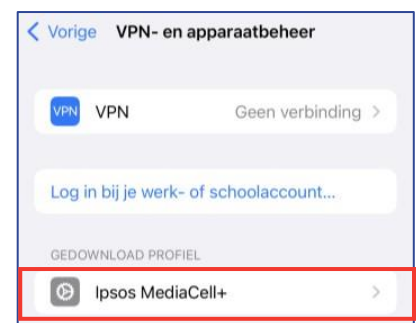 Vorige VPN- en apparaatbeheer
VPN VPN Geen verbinding
Log in bij je werk- of schoolaccount...
GEDOWNLOAD PROFIEL
Ipsos MediaCell+